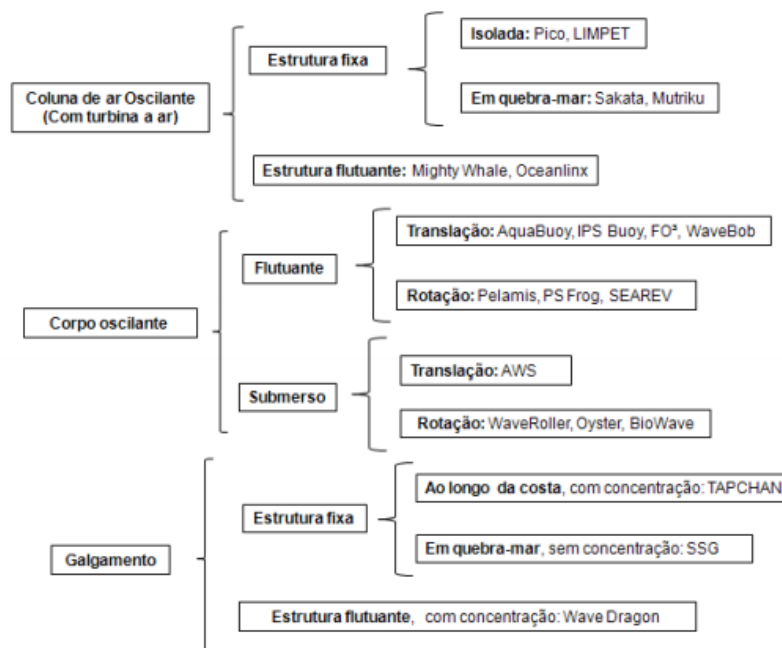 Coluna de ar Oscilante
(Com turbina a ar)
Estrutura fixa
Isolada: Pico, LIMPET
Em quebra-mar: Sakata, Mutriku
Estrutura flutuante: Mighty Whale, Oceanlinx
Corpo oscilante
Flutuante
Translação: AquaBuoy, IPS Buoy, FO³, WaveBob
Rotação: Pelamis, PS Frog, SEAREV
Submerso
Translação: AWS
Rotação: WaveRoller, Oyster, BioWave
Galgamento
Estrutura fixa
Ao longo da costa, com concentração: TAPCHAN
Em quebra-mar, sem concentração: SSG
Estrutura flutuante, com concentração: Wave Dragon